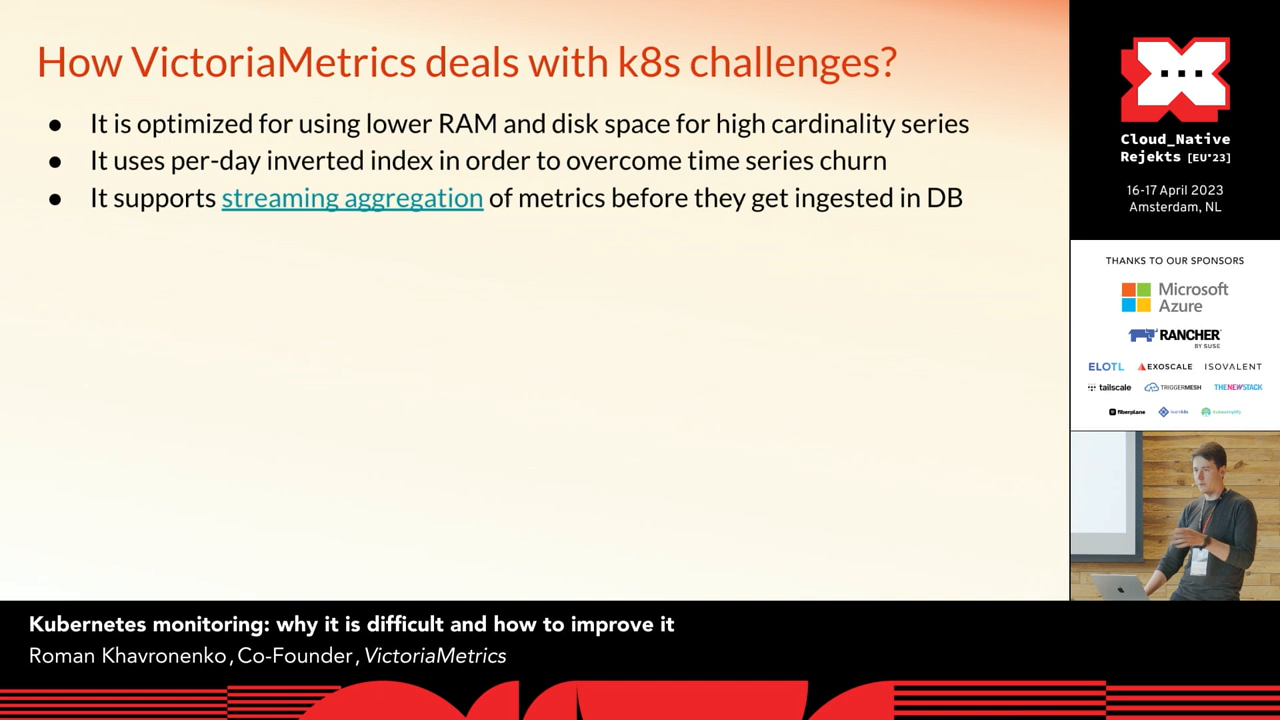 How VictoriaMetrics deals with k8s challenges?
● It is optimized for using lower RAM and disk space for high cardinality series
● It uses per-day inverted index in order to overcome time series churn
● It supports streaming aggregation of metrics before they get ingested in DB
Cloud_Native
Rejekts [EU"23]
16-17 April 2023
Amsterdam, NL
THANKS TO OUR SPONSORS
Microsoft
Azure
RANCHER
BY SUSE
ELOTL EXOSCALE ISOVALENT
tailscale TRIGGERMESH THENEWSTACK
fiberplane
Kubernetes monitoring: why it is difficult and how to improve it
Roman Khavronenko, Co-Founder, VictoriaMetrics